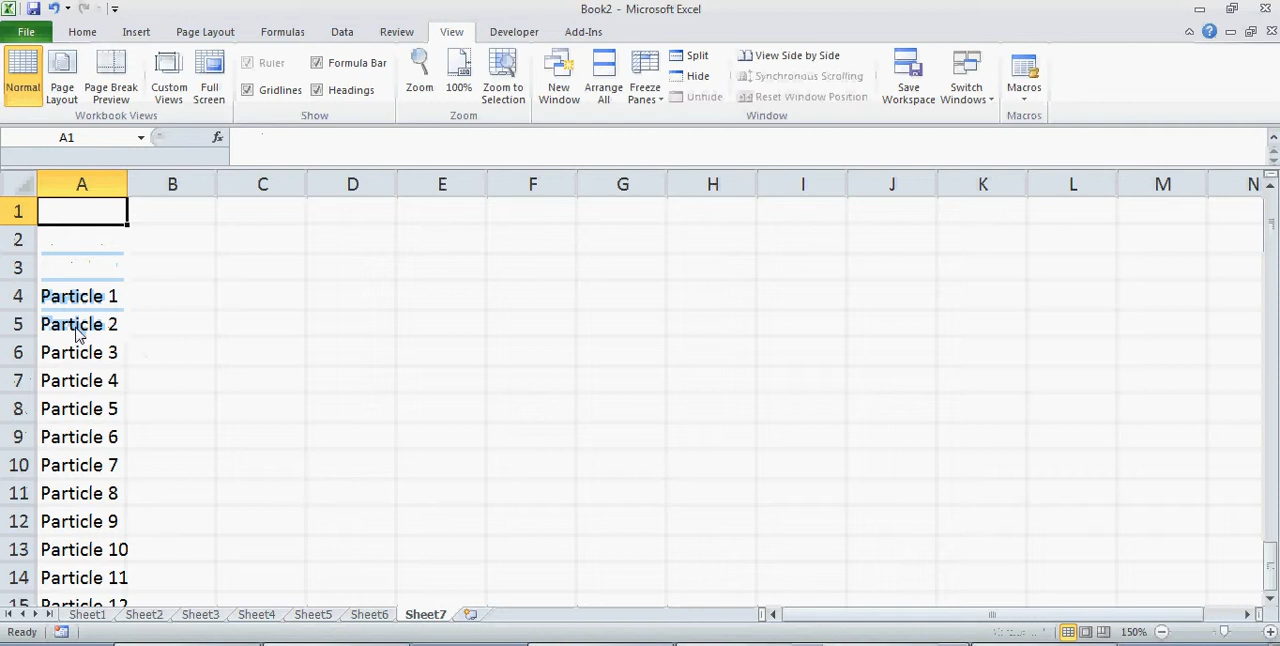 Book2 - Microsoft Excel
File Home Insert Page Layout Formulas Data Review View Developer Add-Ins
Normal Page Layout Page Break Preview Custom Views Full Screen
Workbook Views
Ruler Formula Bar
Gridlines Headings
Show
Zoom 100% Zoom to Selection
Zoom
New Window Arrange All Freeze Panes
Split
Hide
Unhide
View Side by Side
Synchronous Scrolling
Reset Window Position
Save Workspace Switch Windows
Window
Macros
Macros
A1 fx
A B C D E F G H I J K L M N
1
2
3
4 Particle 1
5 Particle 2
6 Particle 3
7 Particle 4
8 Particle 5
9 Particle 6
10 Particle 7
11 Particle 8
12 Particle 9
13 Particle 10
14 Particle 11
15 Particle 12
Sheet1 Sheet2 Sheet3 Sheet4 Sheet5 Sheet6 Sheet7
Ready 150%